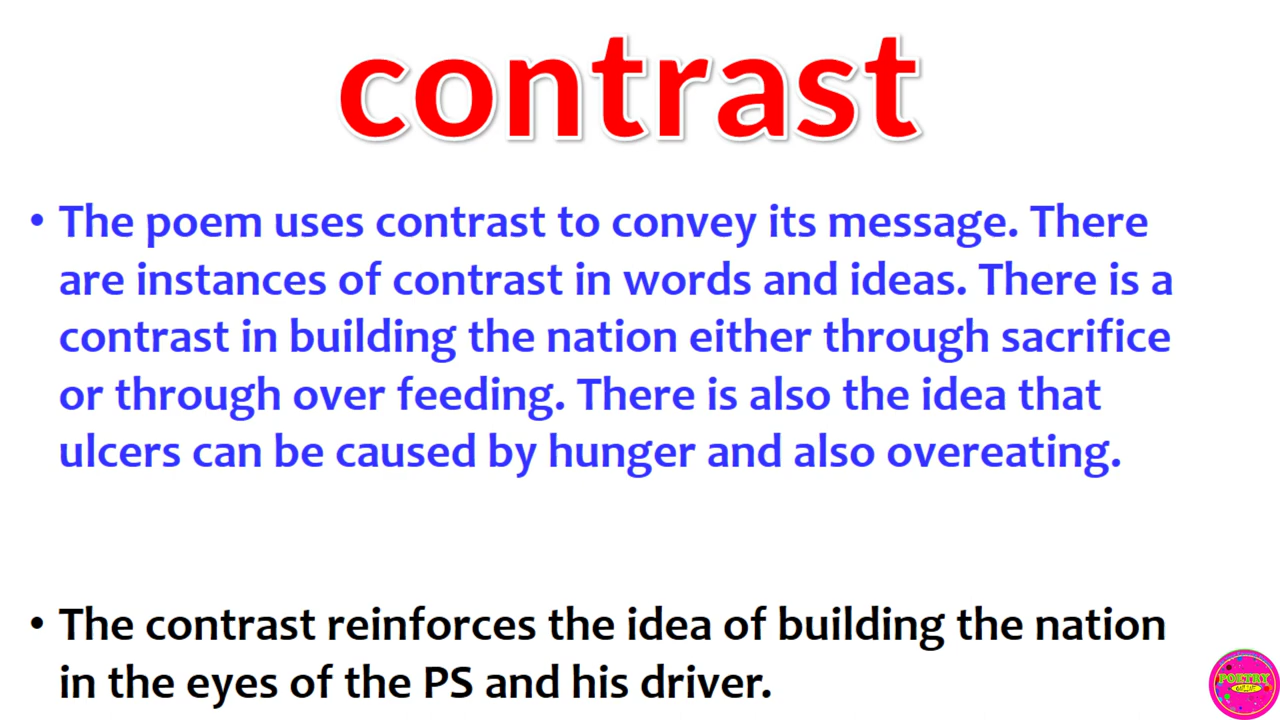 contrast
• The poem uses contrast to convey its message. There
are instances of contrast in words and ideas. There is a
contrast in building the nation either through sacrifice
or through over feeding. There is also the idea that
ulcers can be caused by hunger and also overeating.
• The contrast reinforces the idea of building the nation
in the eyes of the PS and his driver.
POETRY